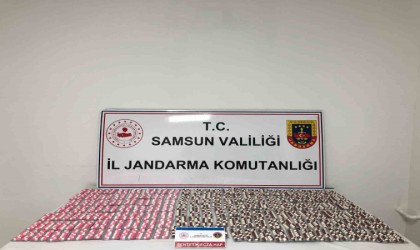 T.C.
SAMSUN VALİLİĞİ
İL JANDARMA KOMUTANLIĞI